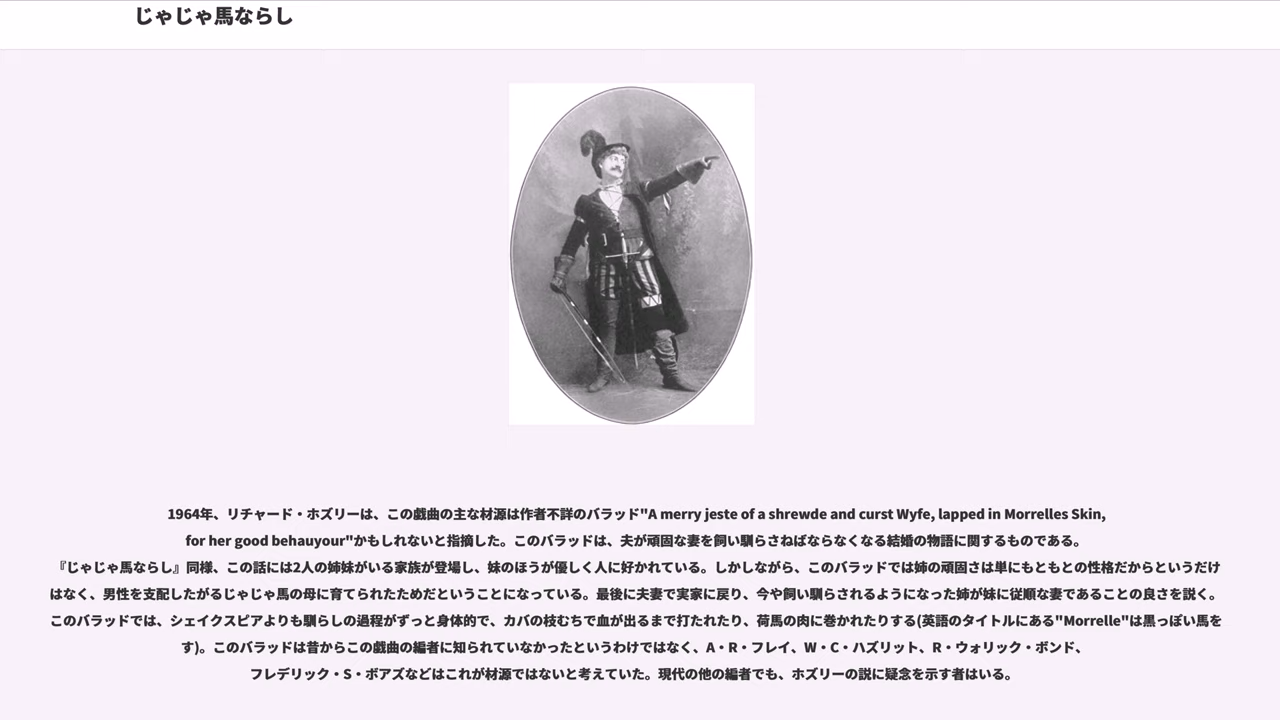 じゃじゃ馬ならし
1964年、リチャード・ホズリーは、この戯曲の主な材源は作者不詳のバラッド"A merry jeste of a shrewde and curst Wyfe, lapped in Morrelles Skin,
for her good behauyour"かもしれないと指摘した。このバラッドは、夫が頑固な妻を飼い馴らさねばならなくなる結婚の物語に関するものである。
『じゃじゃ馬ならし』同様、この話には2人の姉妹がいる家族が登場し、妹のほうが優しく人に好かれている。しかしながら、このバラッドでは姉の頑固さは単にもともとの性格だからというだけ
はなく、男性を支配したがるじゃじゃ馬の母に育てられたためだということになっている。最後に夫妻で実家に戻り、今や飼い馴らされるようになった姉が妹に従順な妻であることの良さを説く。
このバラッドでは、シェイクスピアよりも馴らしの過程がずっと身体的で、カバの枝むちで血が出るまで打たれたり、荷馬の肉に巻かれたりする(英語のタイトルにある"Morrelle"は黒っぽい馬を
す)。このバラッドは昔からこの戯曲の編者に知られていなかったというわけではなく、A・R・フレイ、W・C・ハズリット、R・ウォリック・ボンド、
フレデリック・S・ボアズなどはこれが材源ではないと考えていた。現代の他の編者でも、ホズリーの説に疑念を示す者はいる。